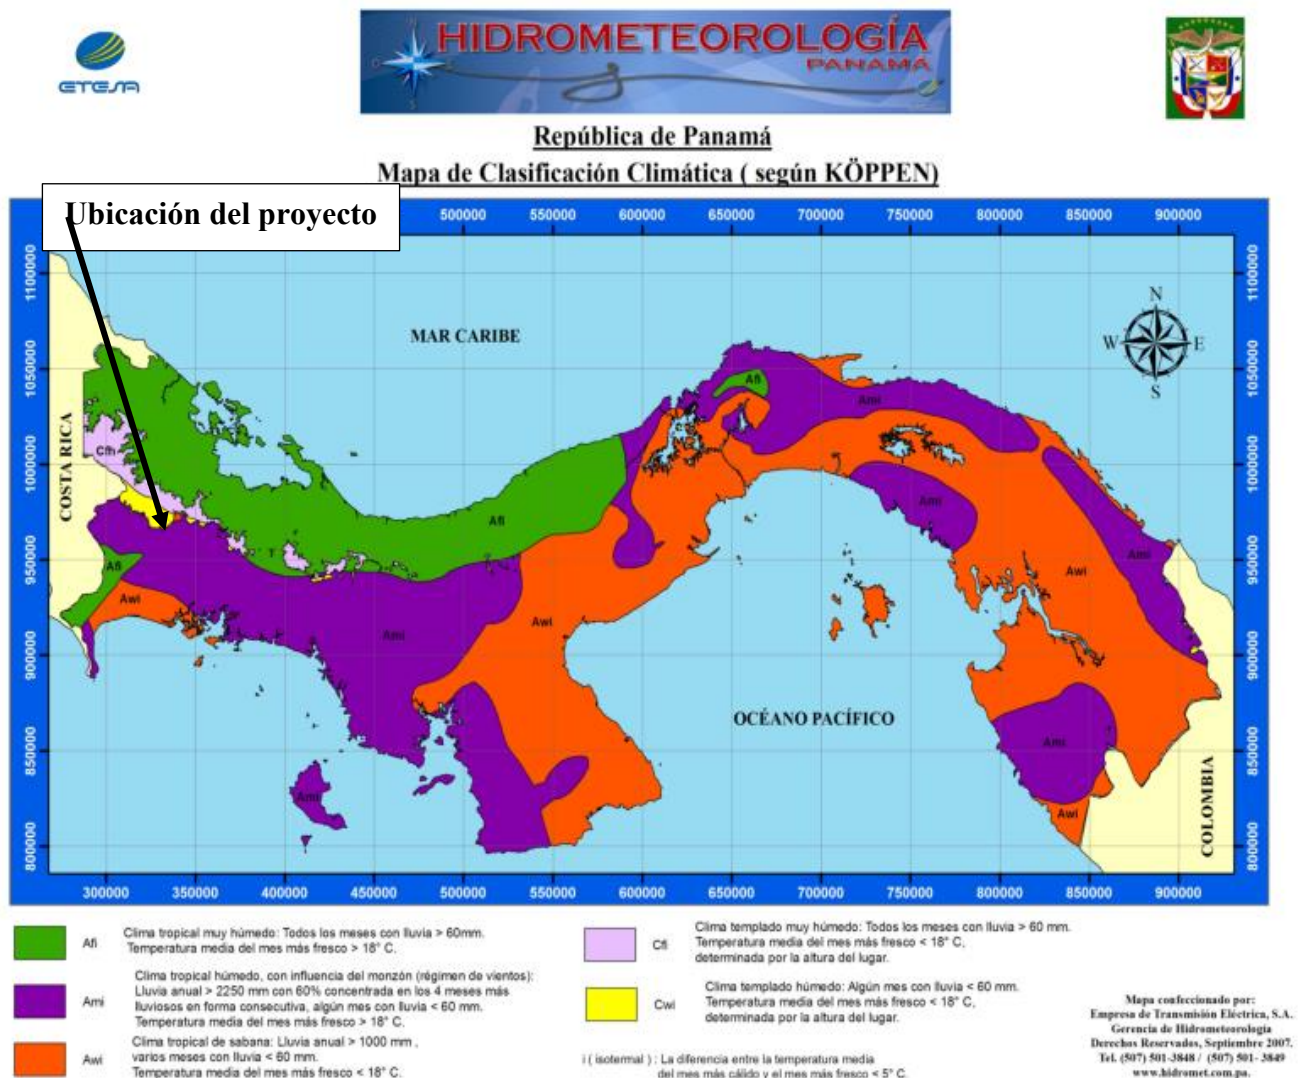 ETESA
HIDROMETEOROLOGÍA
PANAMÁ
República de Panamá
Mapa de Clasificación Climática ( según KÖPPEN)
Ubicación del proyecto
500000 550000 600000 650000 700000 750000 800000 850000 900000
1100000 1100000
N
W E
S
MAR CARIBE
1050000 1050000
Afi
Ami
COSTA RICA
Cfh
1000000 1000000
Ami
Afi
T
Ami
950000 950000
Afi
Awi
Awi
Awi
Ami
900000 900000
OCÉANO PACÍFICO
Ami
850000 850000
COLOMBIA
Ami
Awi
800000 800000
300000 350000 400000 450000 500000 550000 600000 650000 700000 750000 800000 850000 900000
Afi
Clima tropical muy húmedo: Todos los meses con lluvia > 60mm.
Temperatura media del mes más fresco > 18° C.
Ami
Clima tropical húmedo, con influencia del monzón (régimen de vientos):
Lluvia anual > 2250 mm con 60% concentrada en los 4 meses más
lluviosos en forma consecutiva, algún mes con lluvia < 60 mm.
Temperatura media del mes más fresco > 18° C.
Awi
Clima tropical de sabana: Lluvia anual > 1000 mm ,
varios meses con lluvia < 60 mm.
Temperatura media del mes más fresco < 18° C.
Cfi
Clima templado muy húmedo: Todos los meses con lluvia > 60 mm.
Temperatura media del mes más fresco < 18° C,
determinada por la altura del lugar.
Cwi
Clima templado húmedo: Algún mes con lluvia < 60 mm.
Temperatura media del mes más fresco < 18° C,
determinada por la altura del lugar.
i ( isotermal ) : La diferencia entre la temperatura media
del mes más cálido y el mes más fresco < 5° C.
Mapa confeccionado por:
Empresa de Transmisión Eléctrica, S.A.
Gerencia de Hidrometeorología
Derechos Reservados, Septiembre 2007.
Tel. (507) 501-3848 / (507) 501- 3849
www.hidromet.com.pa.